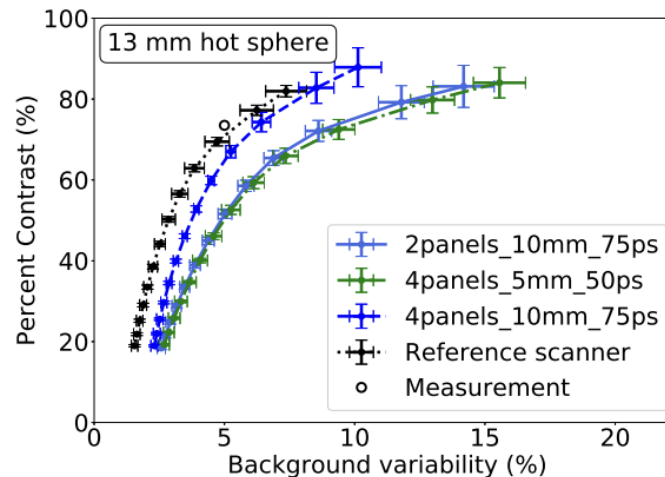 100
80
60
40
20
0
Percent Contrast (%)
13 mm hot sphere
2panels_10mm_75ps
4panels_5mm_50ps
4panels_10mm_75ps
Reference scanner
Measurement
0 5 10 15 20
Background variability (%)